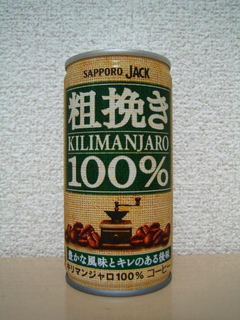 SAPPORO JACK
粗挽き
KILIMANJARO
100%
豊かな風味とキレのある後味
キリマンジャロ100% コーヒー